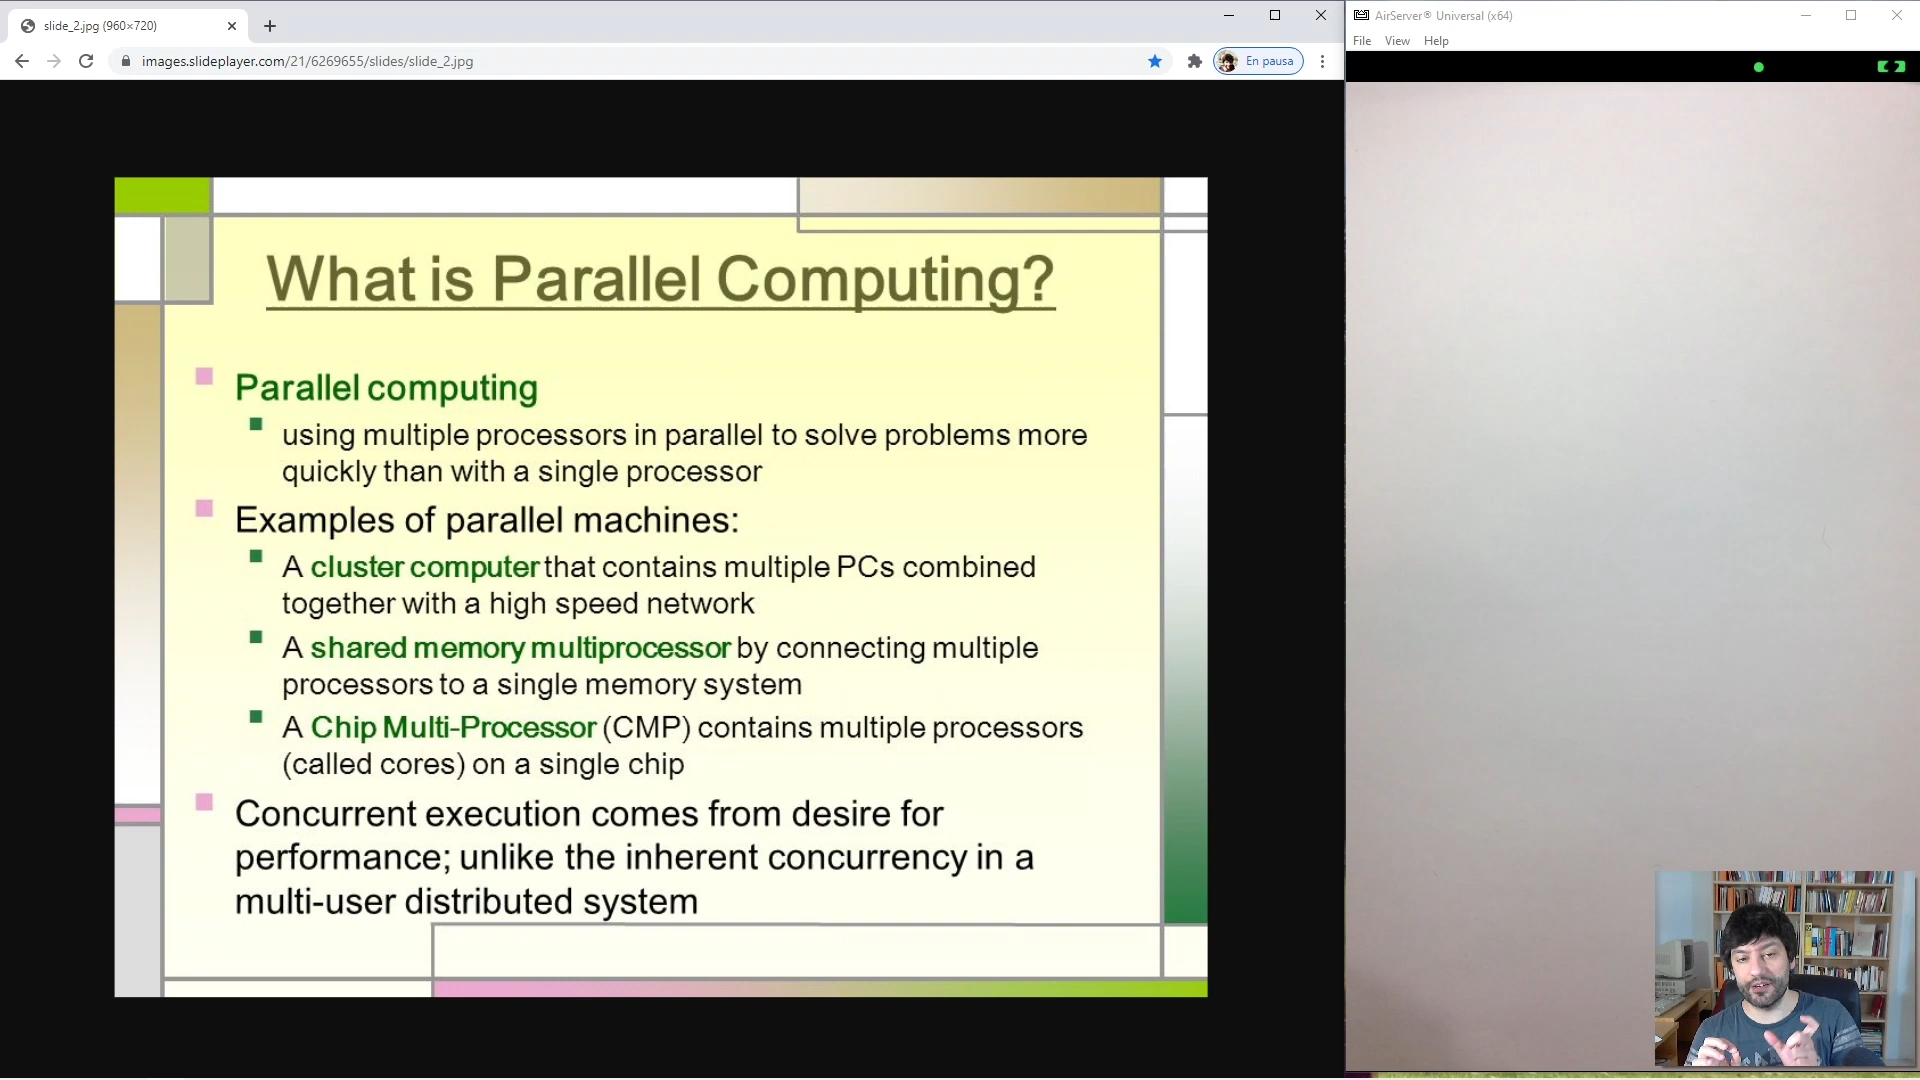 slide_2.jpg (960×720)
images.slideplayer.com/21/6269655/slides/slide_2.jpg
En pausa
What is Parallel Computing?
Parallel computing
using multiple processors in parallel to solve problems more
quickly than with a single processor
Examples of parallel machines:
A cluster computer that contains multiple PCs combined
together with a high speed network
A shared memory multiprocessor by connecting multiple
processors to a single memory system
A Chip Multi-Processor (CMP) contains multiple processors
(called cores) on a single chip
Concurrent execution comes from desire for
performance; unlike the inherent concurrency in a
multi-user distributed system
AirServer® Universal (x64)
File View Help